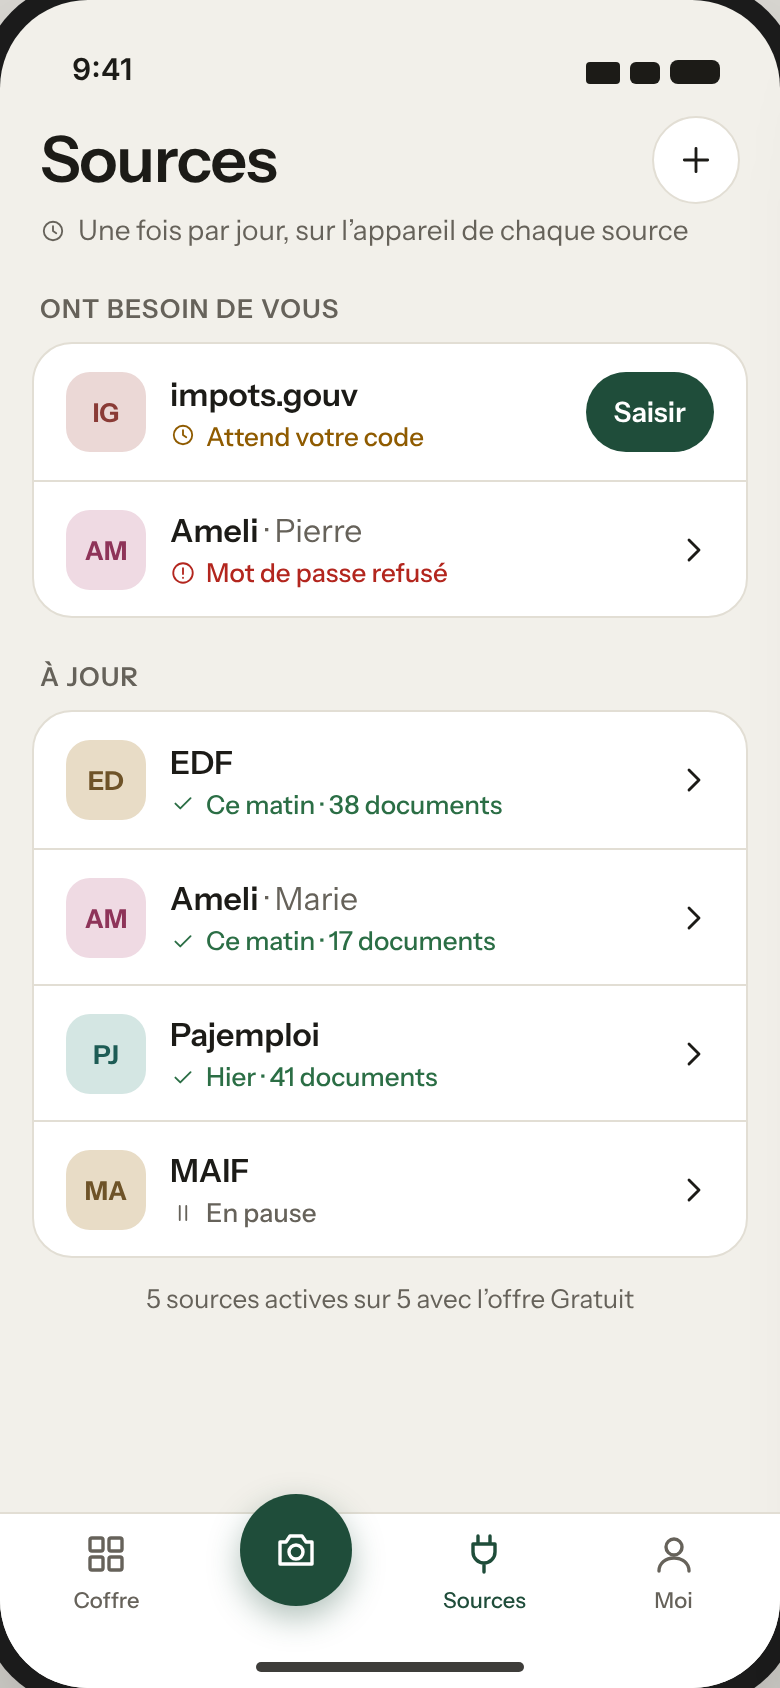 9:41
Sources
Une fois par jour, sur l’appareil de chaque source
ONT BESOIN DE VOUS
IG
impots.gouv
Attend votre code
Saisir
AM
Ameli · Pierre
Mot de passe refusé
À JOUR
ED
EDF
Ce matin · 38 documents
AM
Ameli · Marie
Ce matin · 17 documents
PJ
Pajemploi
Hier · 41 documents
MA
MAIF
En pause
5 sources actives sur 5 avec l’offre Gratuit
Coffre
Sources
Moi